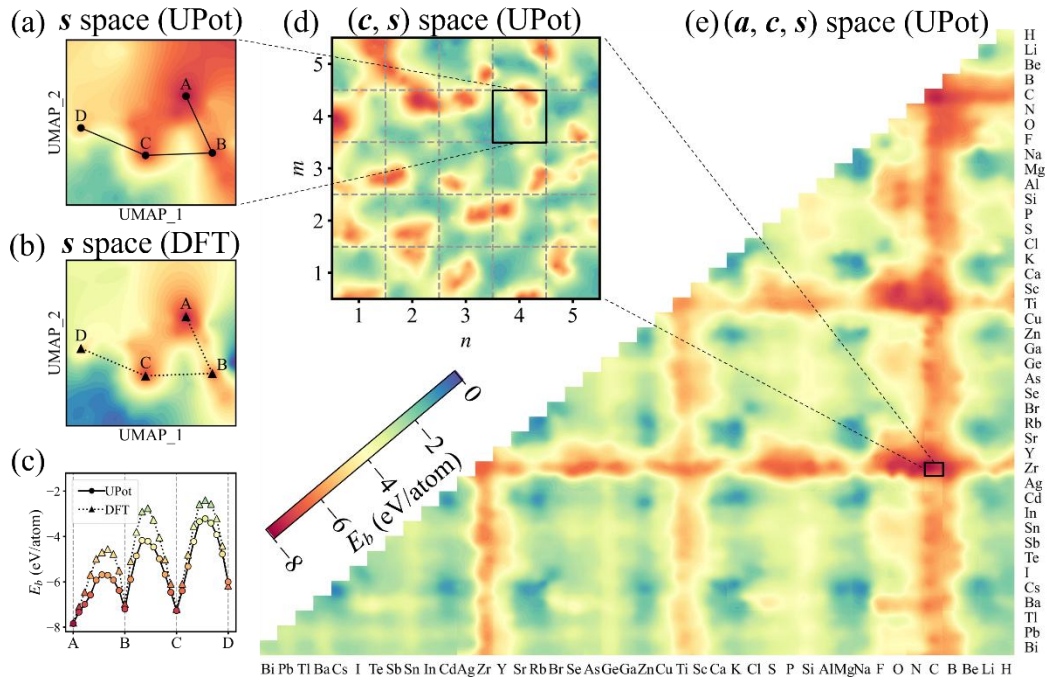 (a) s space (UPot)
A
D
C
B
UMAP_2
UMAP_1
(b) s space (DFT)
A
D
C
B
UMAP_2
UMAP_1
(c)
UPot
DFT
−2
−4
−6
−8
E_b (eV/atom)
A B C D
(d) (c, s) space (UPot)
5
4
3
2
1
m
1 2 3 4 5
n
0
−2
−4
−6
−8
E_b (eV/atom)
(e) (a, c, s) space (UPot)
H
Li
Be
B
C
N
O
F
Na
Mg
Al
Si
P
S
Cl
K
Ca
Sc
Ti
Cu
Zn
Ga
Ge
As
Se
Br
Rb
Sr
Y
Zr
Ag
Cd
In
Sn
Sb
Te
I
Cs
Ba
Tl
Pb
Bi
Bi Pb Tl Ba Cs I Te Sb Sn In Cd Ag Zr Y Sr Rb Br Se As Ge Ga Zn Cu Ti Sc Ca K Cl S P Si Al Mg Na F O N C B Be Li H